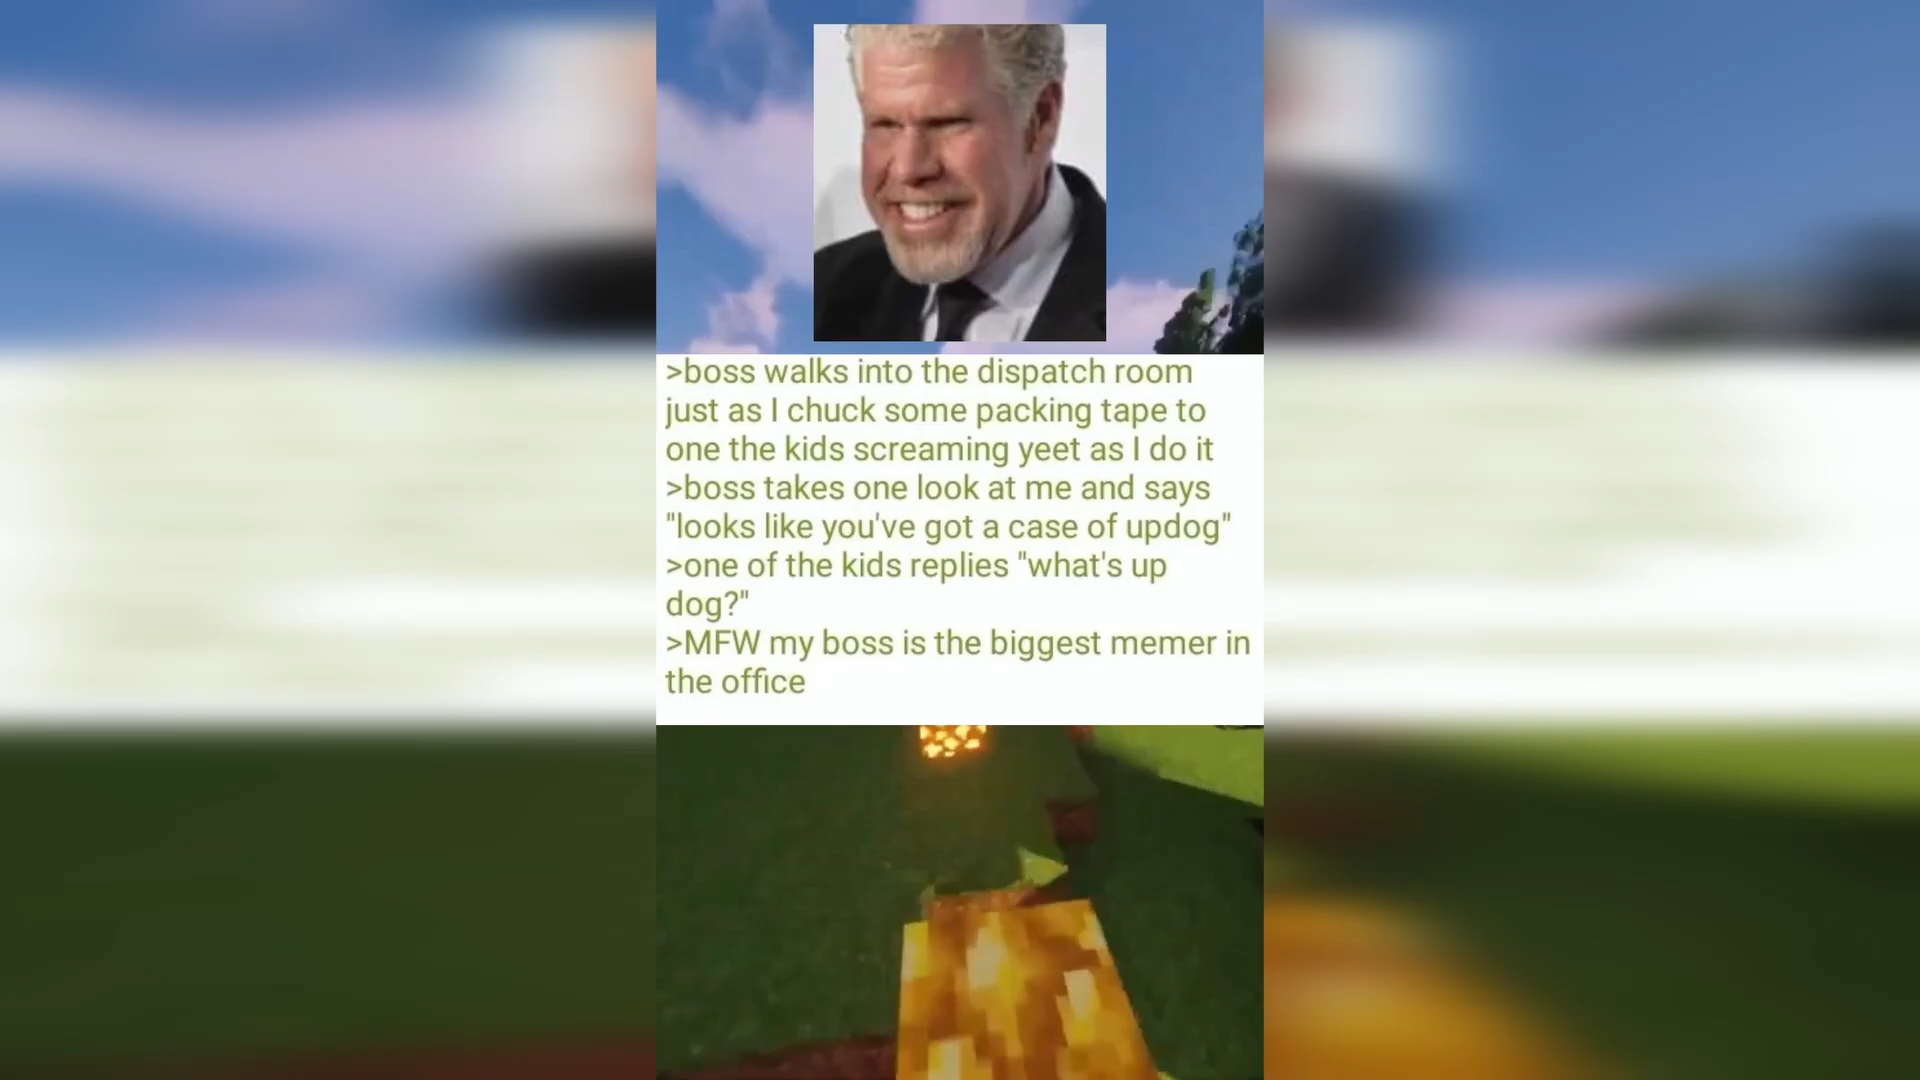 >boss walks into the dispatch room
just as I chuck some packing tape to
one the kids screaming yeet as I do it
>boss takes one look at me and says
"looks like you've got a case of updog"
>one of the kids replies "what's up
dog?"
>MFW my boss is the biggest memer in
the office